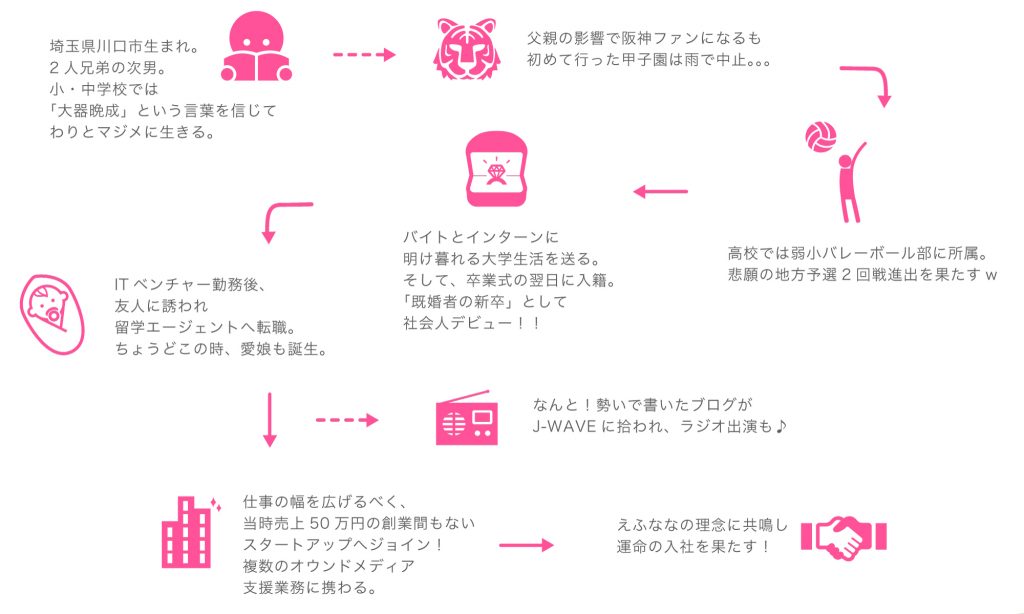 埼玉県川口市生まれ。
2人兄弟の次男。
小・中学校では
「大器晩成」という言葉を信じて
わりとマジメに生きる。
父親の影響で阪神ファンになるも
初めて行った甲子園は雨で中止。。。
高校では弱小バレーボール部に所属。
悲願の地方予選2回戦進出を果たすw
バイトとインターンに
明け暮れる大学生活を送る。
そして、卒業式の翌日に入籍。
「既婚者の新卒」として
社会人デビュー！！
ITベンチャー勤務後、
友人に誘われ
留学エージェントへ転職。
ちょうどこの時、愛娘も誕生。
なんと！勢いで書いたブログが
J-WAVEに拾われ、ラジオ出演も♪
仕事の幅を広げるべく、
当時売上50万円の創業間もない
スタートアップへジョイン！
複数のオウンドメディア
支援業務に携わる。
えふななの理念に共鳴し
運命の入社を果たす！